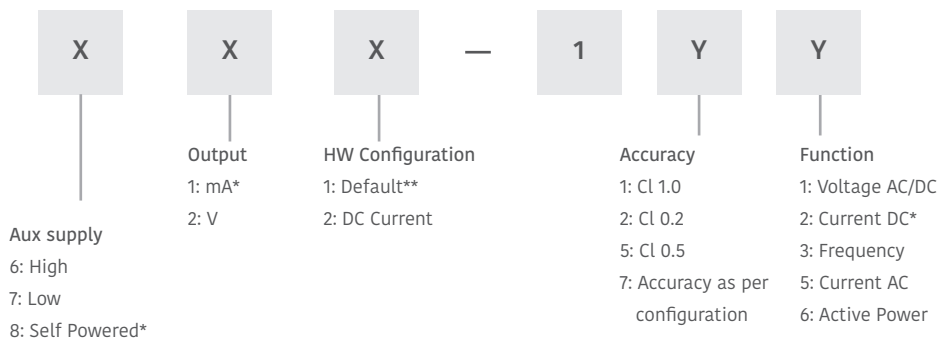 X X X — 1 Y Y
Output
1: mA*
2: V
HW Configuration
1: Default**
2: DC Current
Accuracy
1: Cl 1.0
2: Cl 0.2
5: Cl 0.5
7: Accuracy as per
configuration
Function
1: Voltage AC/DC
2: Current DC*
3: Frequency
5: Current AC
6: Active Power
Aux supply
6: High
7: Low
8: Self Powered*